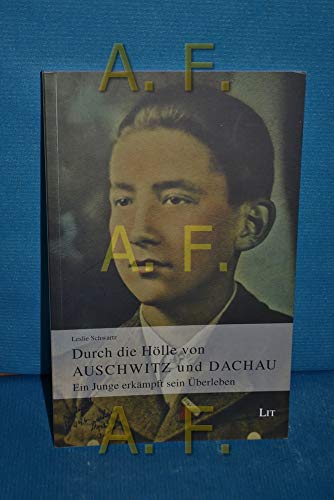 A. F.
A. F.
A. F.
Leslie Schwartz
Durch die Hölle von
AUSCHWITZ und DACHAU
Ein Junge erkämpft sein Überleben
LIT
A. F.